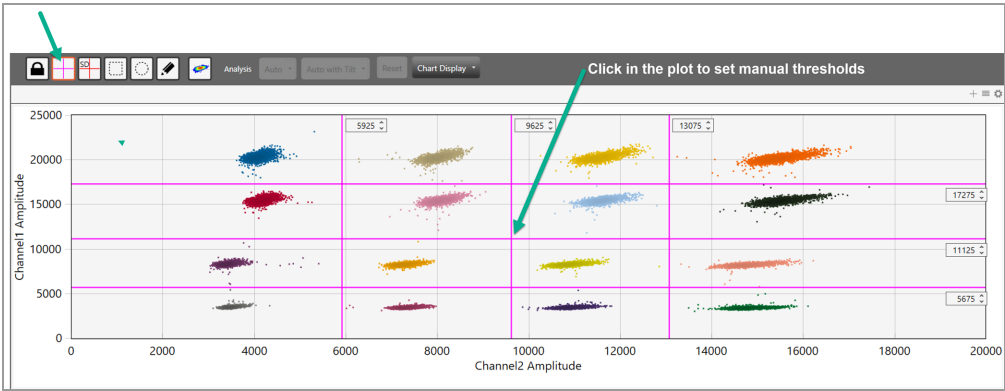 SD
Analysis Auto Auto with Tilt Reset Chart Display
Click in the plot to set manual thresholds
25000
5925 9625 13075
20000
17275
15000
11125
10000
5675
5000
0
Channel1 Amplitude
0 2000 4000 6000 8000 10000 12000 14000 16000 18000 20000
Channel2 Amplitude